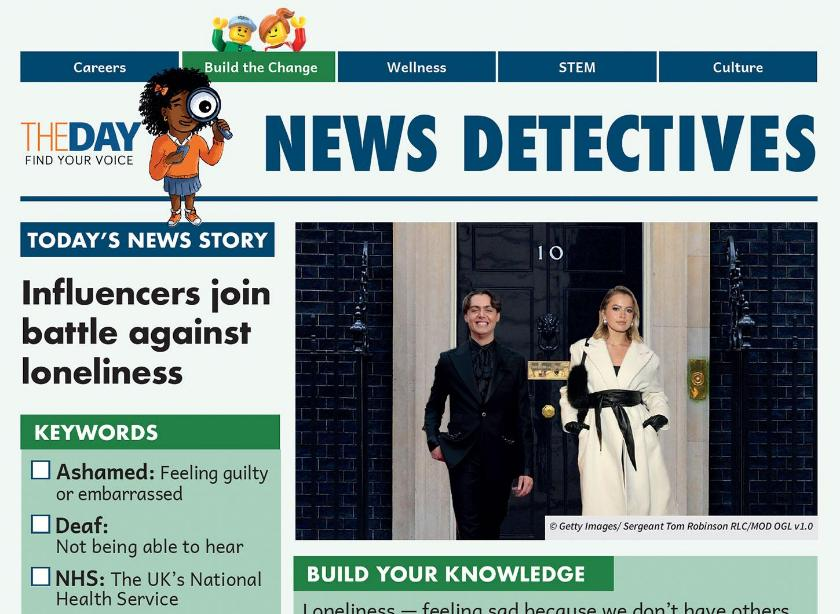 Careers
Build the Change
Wellness
STEM
Culture
THEDAY
FIND YOUR VOICE
NEWS DETECTIVES
TODAY'S NEWS STORY
Influencers join
battle against
loneliness
10
© Getty Images/ Sergeant Tom Robinson RLC/MOD OGL v1.0
KEYWORDS
Ashamed: Feeling guilty
or embarrassed
Deaf:
Not being able to hear
NHS: The UK's National
Health Service
BUILD YOUR KNOWLEDGE
Loneliness — feeling sad because we don't have others